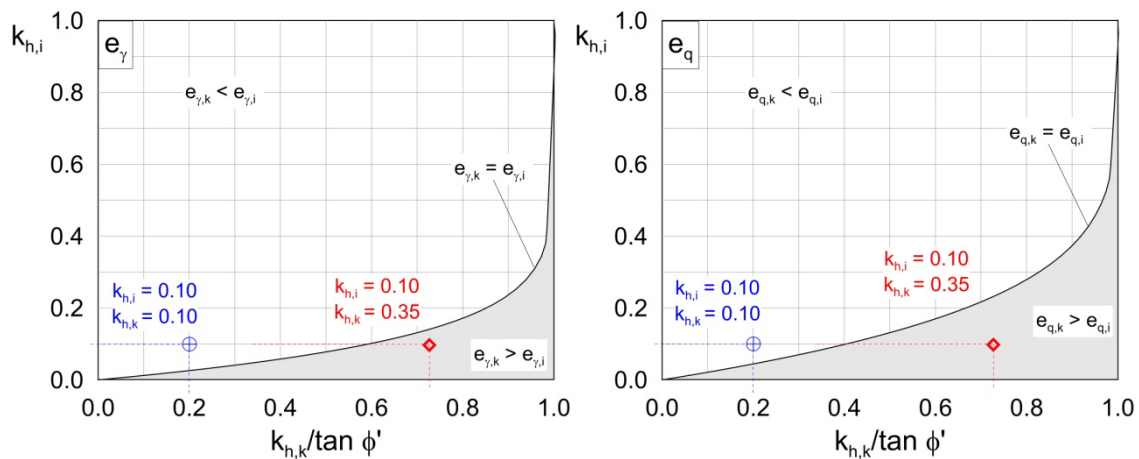 1.0
k_h,i
e_γ
0.8
e_γ,k < e_γ,i
0.6
e_γ,k = e_γ,i
0.4
k_h,i = 0.10
k_h,k = 0.10
k_h,i = 0.10
k_h,k = 0.35
0.2
e_γ,k > e_γ,i
0.0
0.0 0.2 0.4 0.6 0.8 1.0
k_h,k/tan ϕ'
1.0
k_h,i
e_q
0.8
e_q,k < e_q,i
e_q,k = e_q,i
0.6
0.4
k_h,i = 0.10
k_h,k = 0.35
k_h,i = 0.10
k_h,k = 0.10
0.2
e_q,k > e_q,i
0.0
0.0 0.2 0.4 0.6 0.8 1.0
k_h,k/tan ϕ'